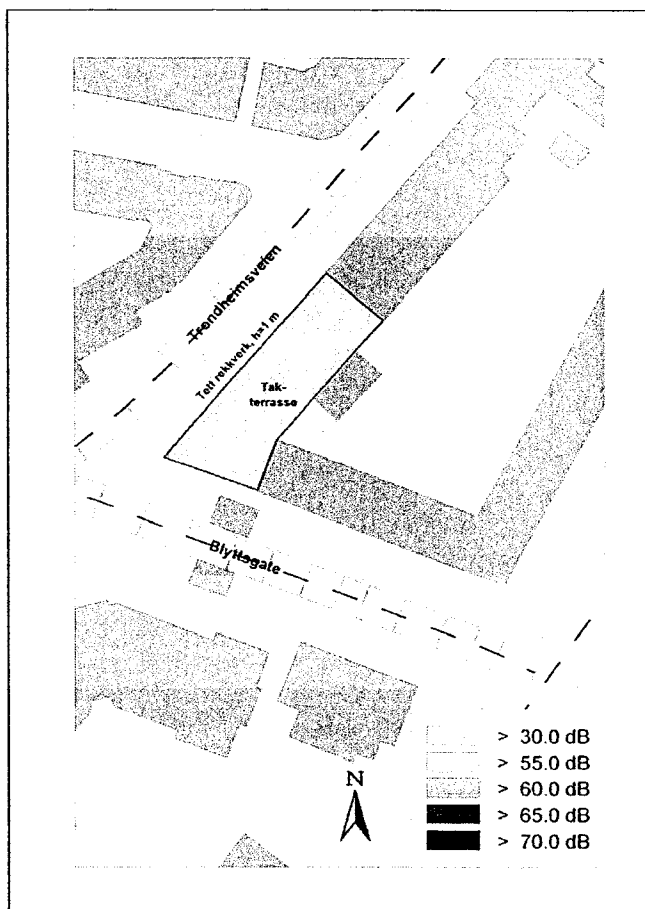 Trondheimsveien
Tett rekkverk, h=1 m
Tak-
terrasse
Blyttsgate
N
> 30.0 dB
> 55.0 dB
> 60.0 dB
> 65.0 dB
> 70.0 dB